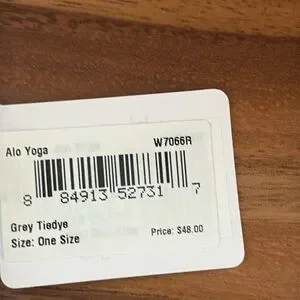 Alo Yoga W7066R
8 84913 52731 7
Grey Tiedye
Size: One Size Price: $48.00